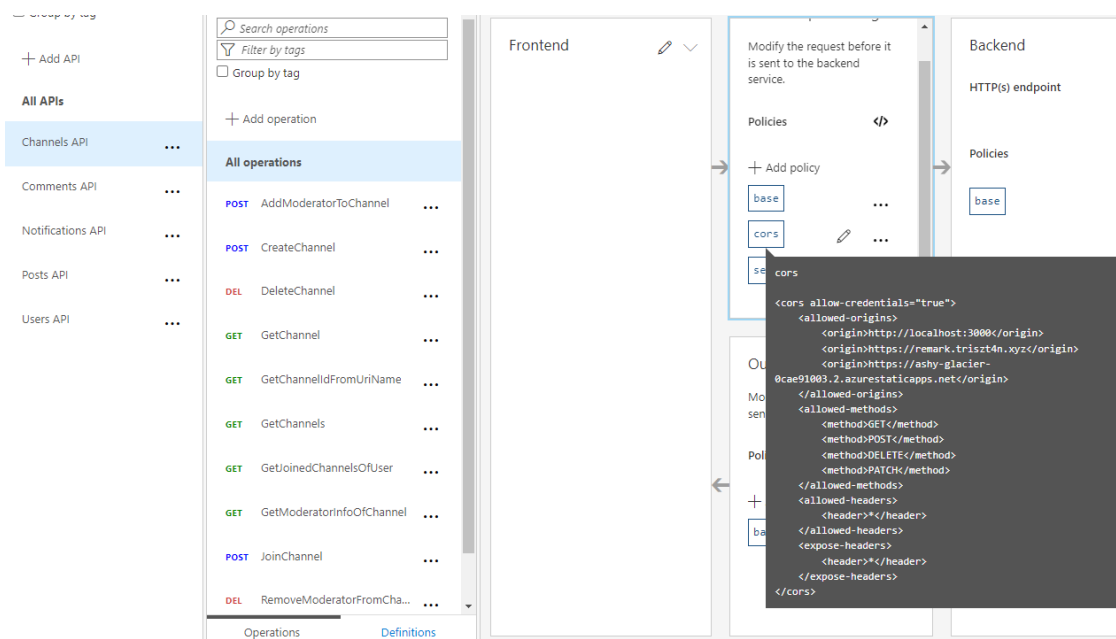 Group by tag
+ Add API
All APIs
Channels API
...
Comments API
...
Notifications API
...
Posts API
...
Users API
...
Search operations
Filter by tags
Group by tag
+ Add operation
All operations
POST AddModeratorToChannel ...
POST CreateChannel ...
DEL DeleteChannel ...
GET GetChannel ...
GET GetChannelIdFromUriName ...
GET GetChannels ...
GET GetJoinedChannelsOfUser ...
GET GetModeratorInfoOfChannel ...
POST JoinChannel ...
DEL RemoveModeratorFromCha... ...
Operations
Definitions
Frontend
Modify the request before it
is sent to the backend
service.
Policies </>
+ Add policy
base ...
cors ...
se
Ou
Mo
sen
Poli
+
ba
cors
<cors allow-credentials="true">
<allowed-origins>
<origin>http://localhost:3000</origin>
<origin>https://remark.triszt4n.xyz</origin>
<origin>https://ashy-glacier-
0cae91003.2.azurestaticapps.net</origin>
</allowed-origins>
<allowed-methods>
<method>GET</method>
<method>POST</method>
<method>DELETE</method>
<method>PATCH</method>
</allowed-methods>
<allowed-headers>
<header>*</header>
</allowed-headers>
<expose-headers>
<header>*</header>
</expose-headers>
</cors>
Backend
HTTP(s) endpoint
Policies
base